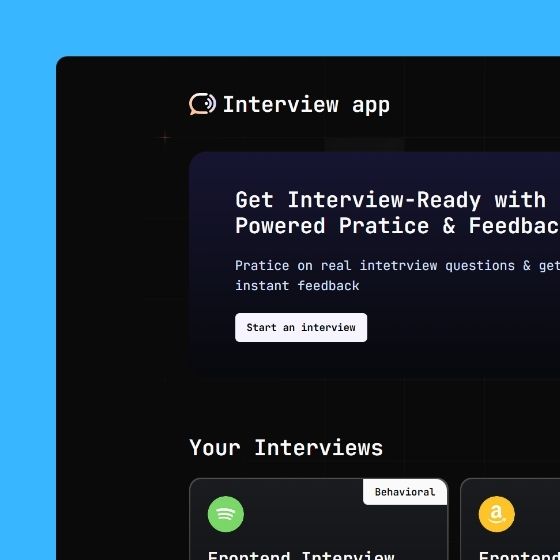 Interview app
Get Interview-Ready with
Powered Pratice & Feedbac
Pratice on real intetrview questions & get
instant feedback
Start an interview
Your Interviews
Behavioral
Frontend Interview
Frontend